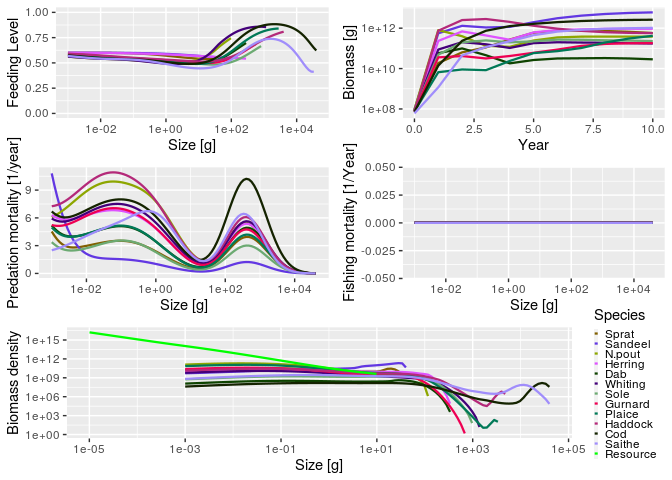 Feeding Level
1.00
0.75
0.50
0.25
0.00
1e-02
1e+00
1e+02
1e+04
Size [g]
Biomass [g]
1e+12
1e+10
1e+08
0.0
2.5
5.0
7.5
10.0
Year
Predation mortality [1/year]
9
6
3
0
1e-02
1e+00
1e+02
1e+04
Size [g]
Fishing mortality [1/Year]
0.050
0.025
0.000
-0.025
-0.050
1e-02
1e+00
1e+02
1e+04
Size [g]
Biomass density
1e+15
1e+12
1e+09
1e+06
1e+03
1e+00
1e-05
1e-03
1e-01
1e+01
1e+03
1e+05
Size [g]
Species
Sprat
Sandeel
N.pout
Herring
Dab
Whiting
Sole
Gurnard
Plaice
Haddock
Cod
Saithe
Resource